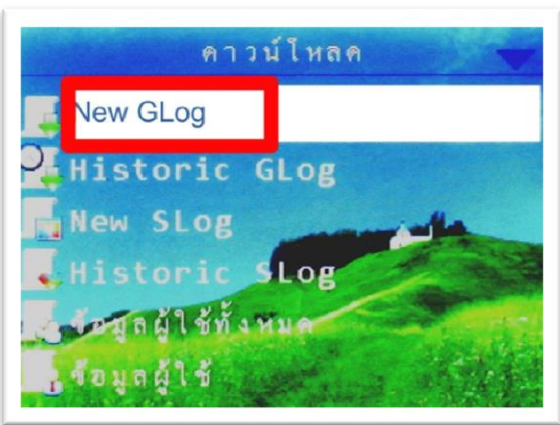 ดาวน์โหลด
New GLog
Historic GLog
New SLog
Historic SLog
ข้อมูลผู้ใช้ทั้งหมด
ข้อมูลผู้ใช้